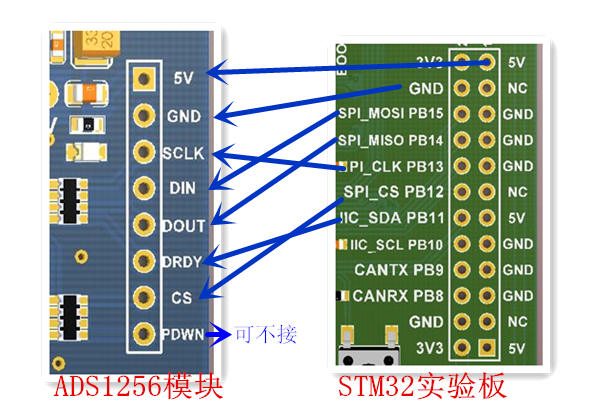 5V
GND
SCLK
DIN
DOUT
DRDY
CS
PDWN
可不接
ADS1256模块
3V3 5V
GND NC
SPI_MOSI PB15 GND
SPI_MISO PB14 GND
SPI_CLK PB13 GND
SPI_CS PB12 NC
IIC_SDA PB11 5V
IIC_SCL PB10 GND
CANTX PB9 GND
CANRX PB8 GND
GND NC
3V3 5V
STM32实验板